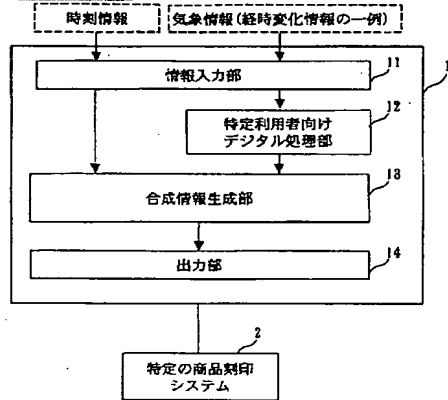 時刻情報
気象情報(経時変化情報の一例)
1
情報入力部
11
12
特定利用者向け
デジタル処理部
13
合成情報生成部
14
出力部
2
特定の商品刻印
システム